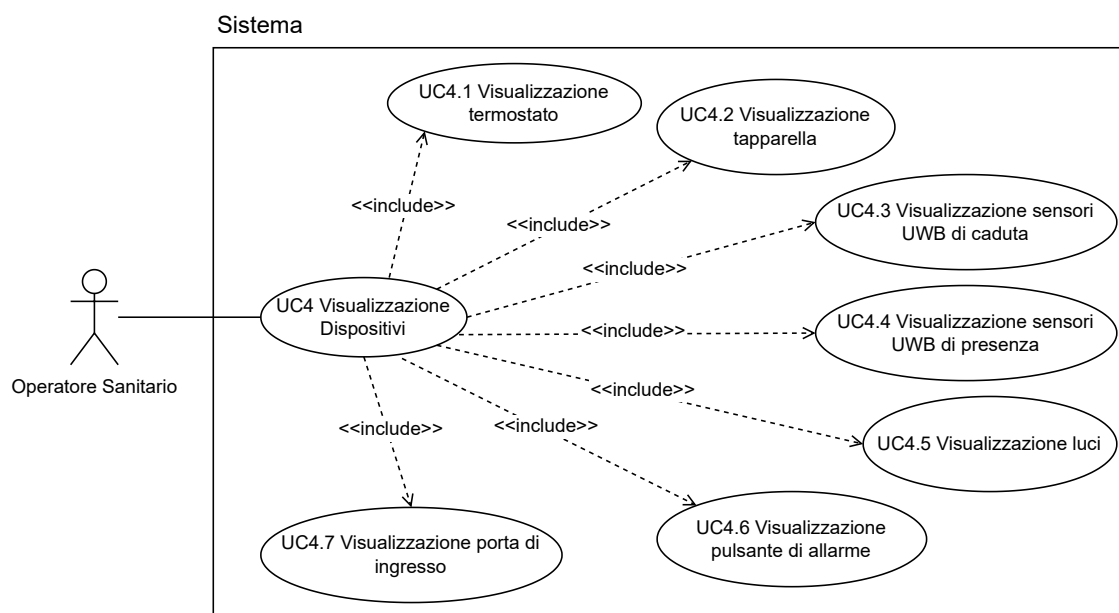 Sistema
UC4.1 Visualizzazione
termostato
UC4.2 Visualizzazione
tapparella
<<include>>
<<include>>
UC4.3 Visualizzazione sensori
UWB di caduta
<<include>>
UC4 Visualizzazione
Dispositivi
<<include>>
UC4.4 Visualizzazione sensori
UWB di presenza
Operatore Sanitario
<<include>>
<<include>>
<<include>>
UC4.5 Visualizzazione luci
UC4.6 Visualizzazione
pulsante di allarme
UC4.7 Visualizzazione porta di
ingresso